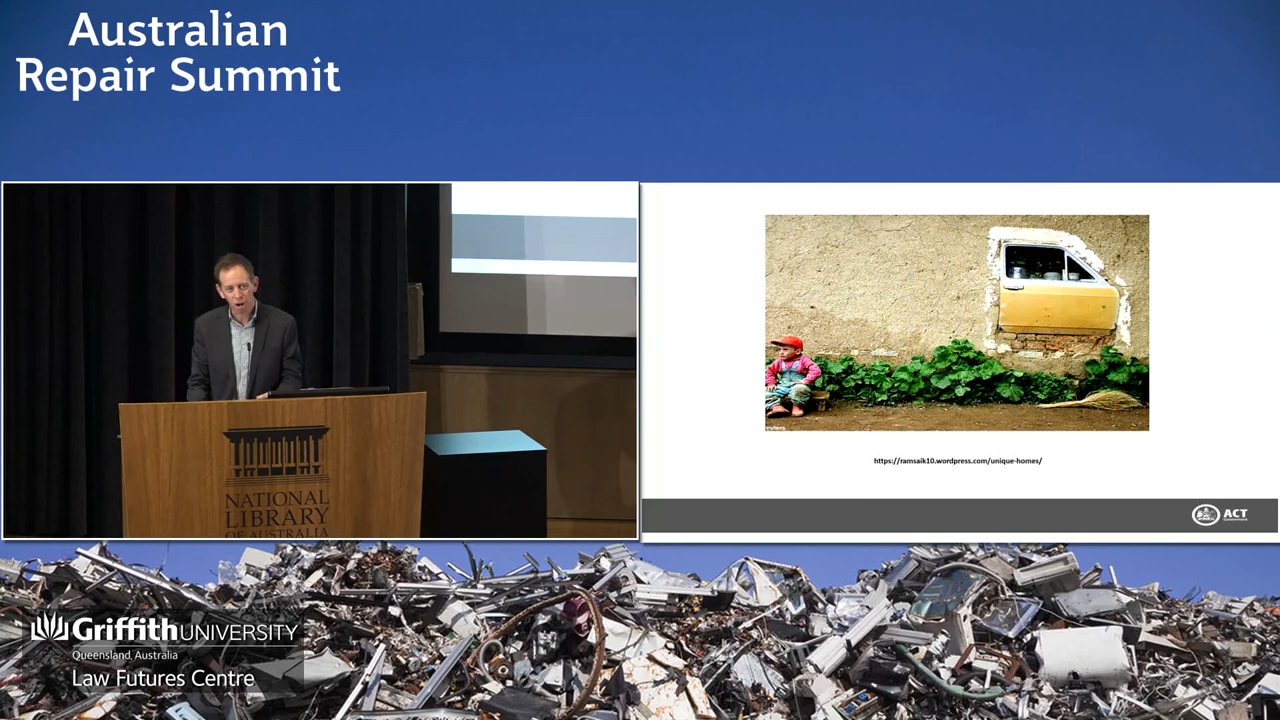 Australian
Repair Summit
NATIONAL
LIBRARY
OF AUSTRALIA
https://ramsaik10.wordpress.com/unique-homes/
ACT
Government
Griffith UNIVERSITY
Queensland, Australia
Law Futures Centre